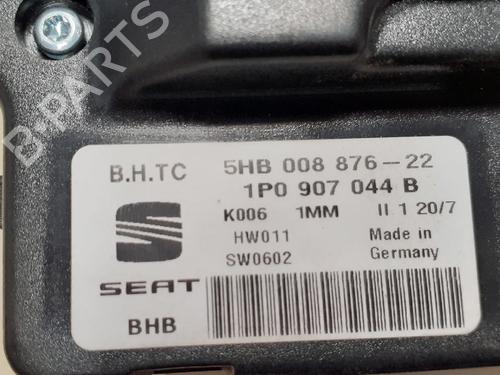 B-PARTS
B.H.TC 5HB 008 876-22
1P0 907 044 B
K006 1MM II.1 20/7
HW011 Made in
SW0602 Germany
SEAT
BHB